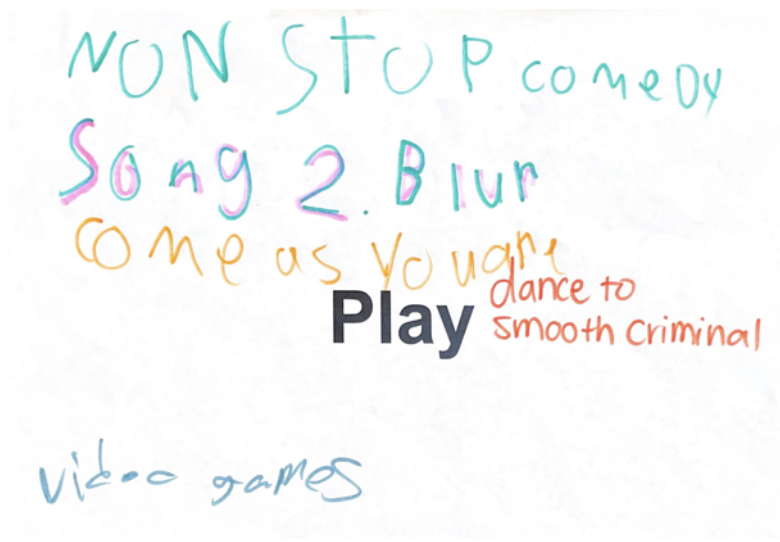 NON STOP comeDY
Song 2. Blur
Come as You are
dance to
Play smooth criminal
video games